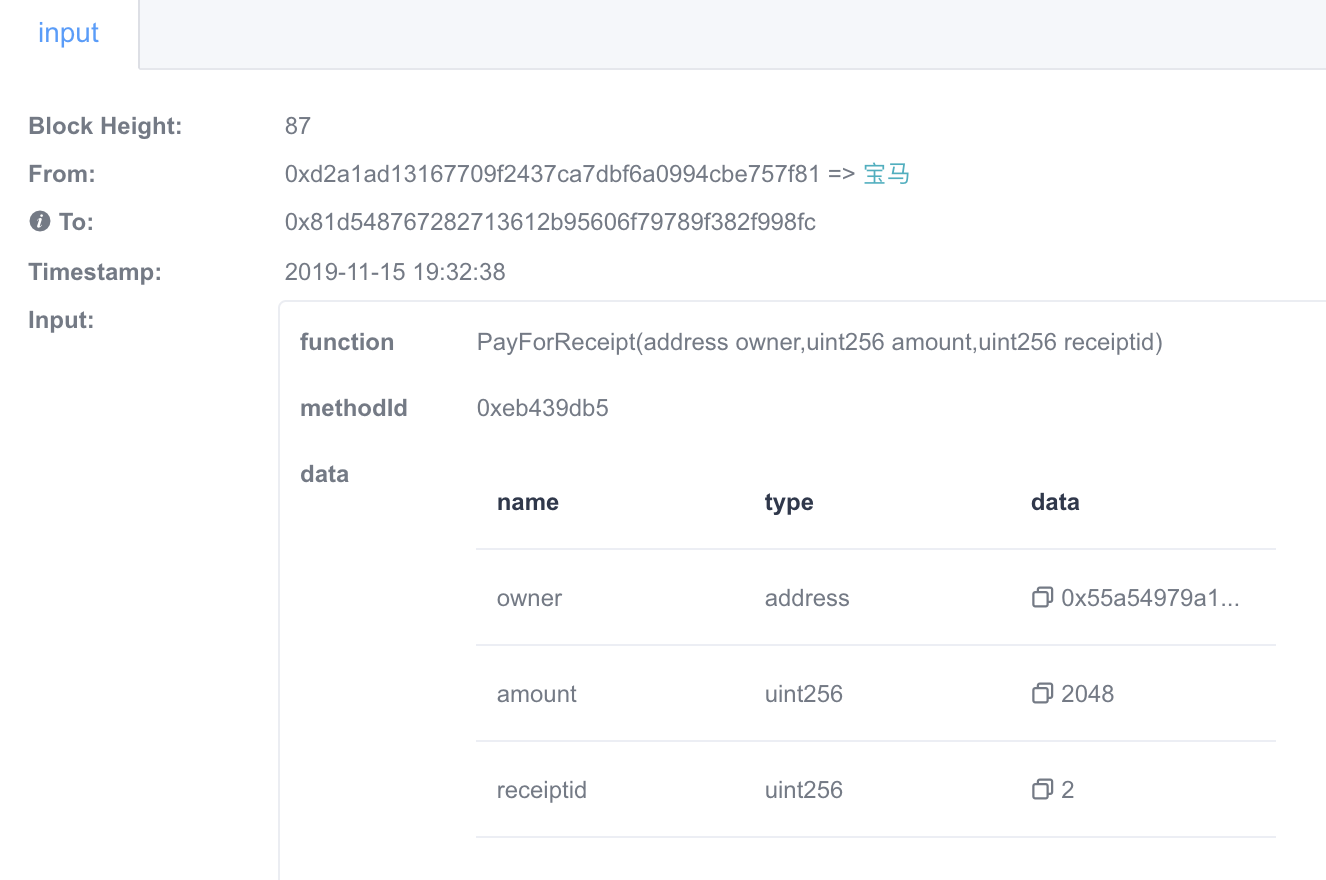 input
Block Height: 87
From: 0xd2a1ad13167709f2437ca7dbf6a0994cbe757f81 => 宝马
To: 0x81d548767282713612b95606f79789f382f998fc
Timestamp: 2019-11-15 19:32:38
Input:
function PayForReceipt(address owner,uint256 amount,uint256 receiptid)
methodId 0xeb439db5
data
name type data
owner address 0x55a54979a1...
amount uint256 2048
receiptid uint256 2